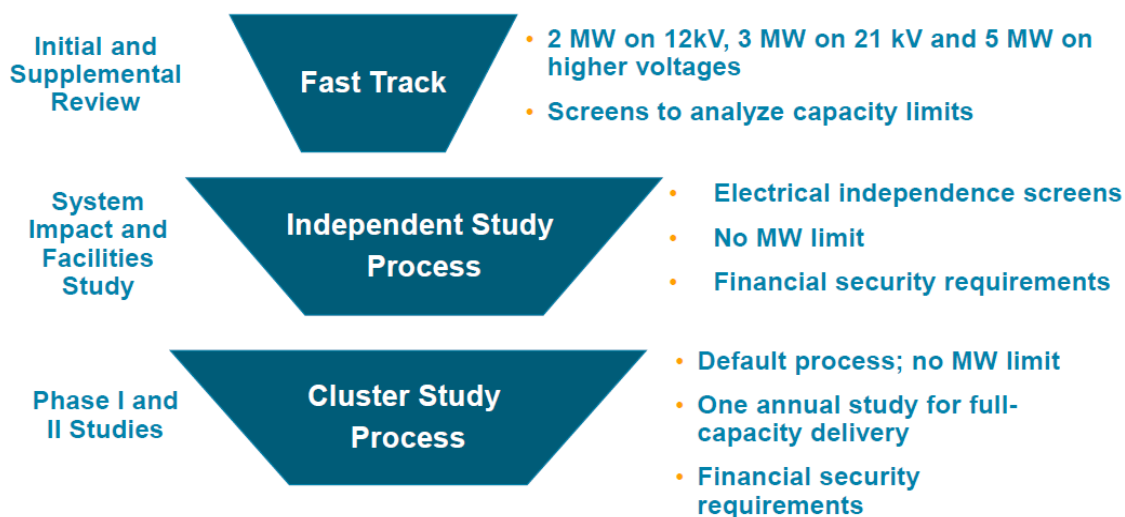 Initial and
Supplemental
Review
Fast Track
• 2 MW on 12kV, 3 MW on 21 kV and 5 MW on
higher voltages
• Screens to analyze capacity limits
System
Impact and
Facilities
Study
Independent Study
Process
• Electrical independence screens
• No MW limit
• Financial security requirements
Phase I and
II Studies
Cluster Study
Process
• Default process; no MW limit
• One annual study for full-
capacity delivery
• Financial security
requirements